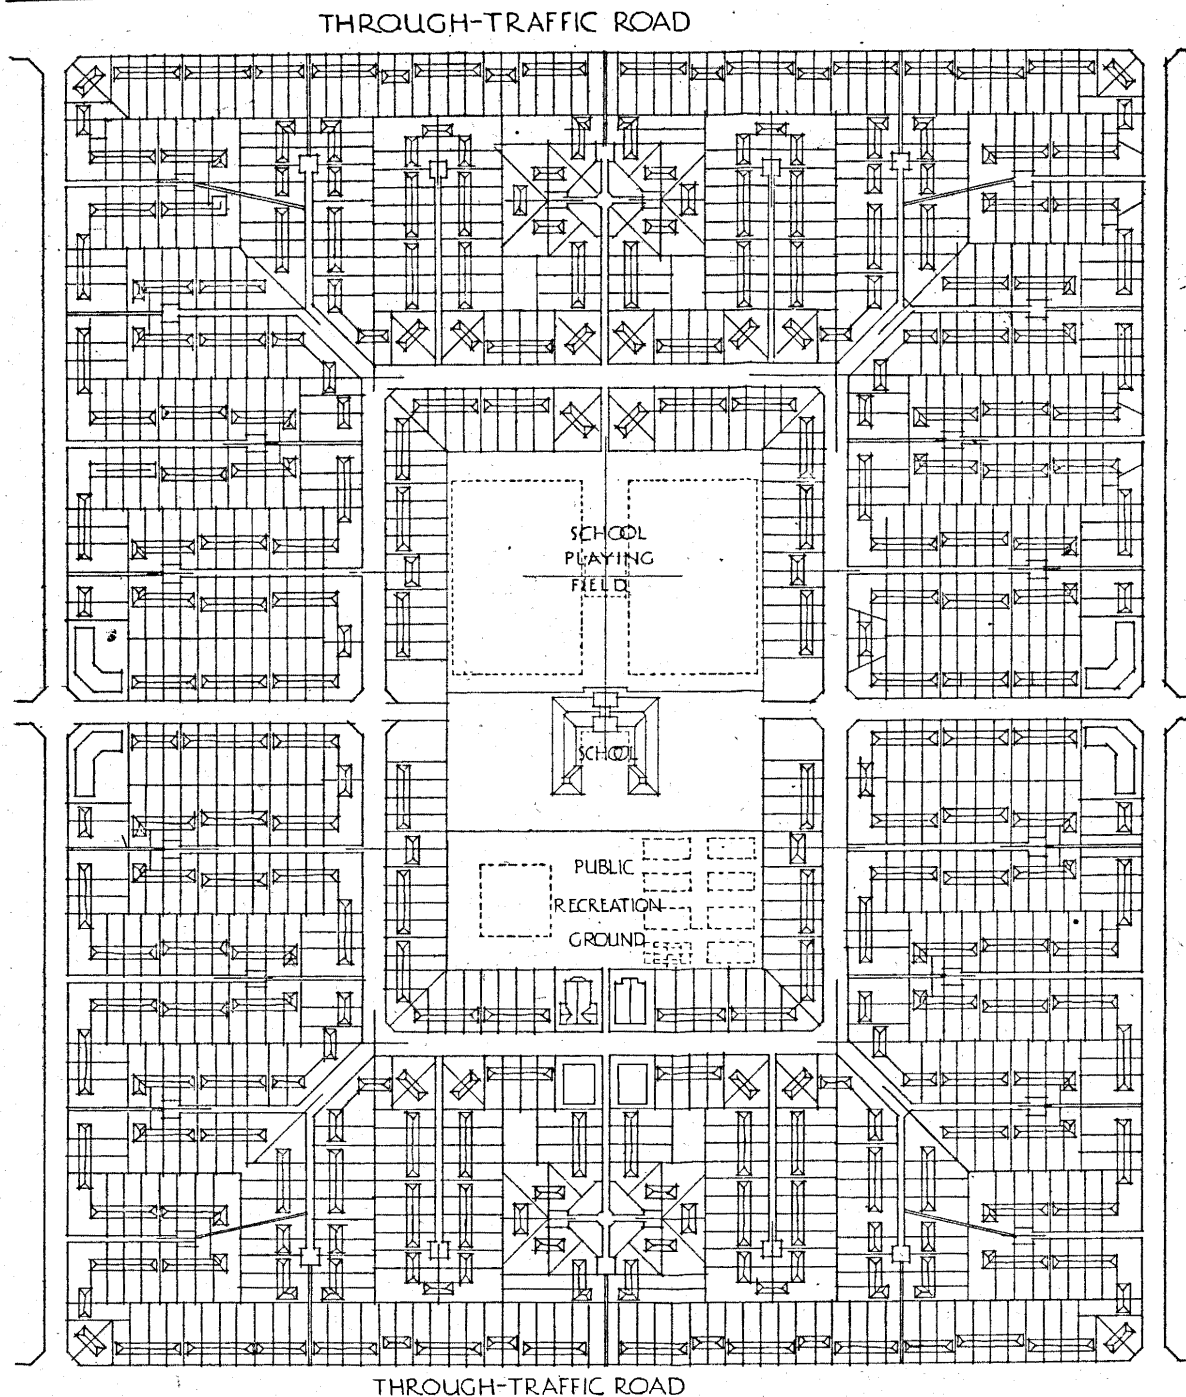 THROUGH-TRAFFIC ROAD
SCHOOL
PLAYING
FIELD
SCHOOL
PUBLIC
RECREATION
GROUND
THROUGH-TRAFFIC ROAD